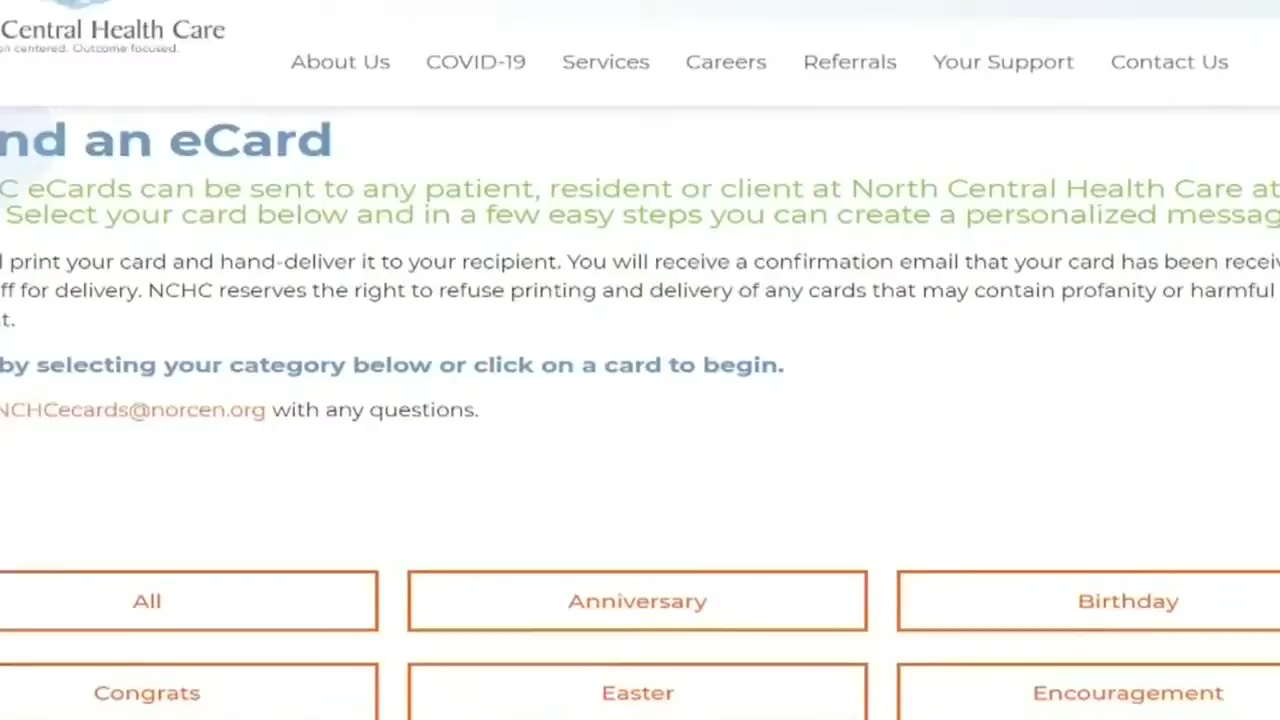 Central Health Care
on centered. Outcome focused.
About Us COVID-19 Services Careers Referrals Your Support Contact Us
nd an eCard
C eCards can be sent to any patient, resident or client at North Central Health Care at
Select your card below and in a few easy steps you can create a personalized messag
l print your card and hand-deliver it to your recipient. You will receive a confirmation email that your card has been receiv
ff for delivery. NCHC reserves the right to refuse printing and delivery of any cards that may contain profanity or harmful
t.
by selecting your category below or click on a card to begin.
NCHCecards@norcen.org with any questions.
All Anniversary Birthday
Congrats Easter Encouragement